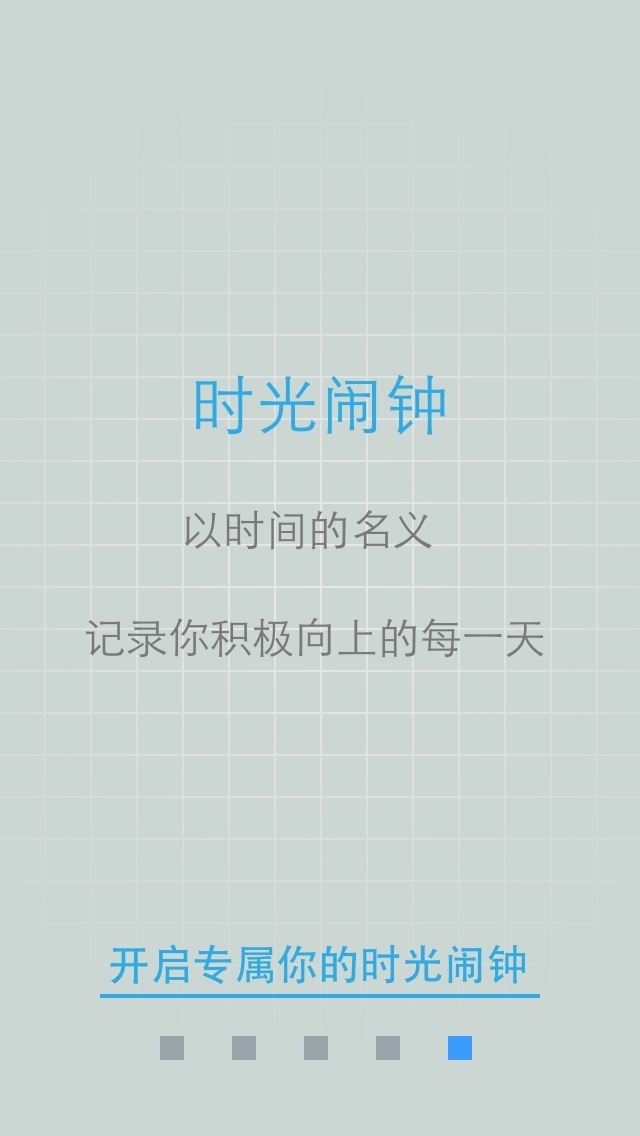 时光闹钟
以时间的名义
记录你积极向上的每一天
开启专属你的时光闹钟